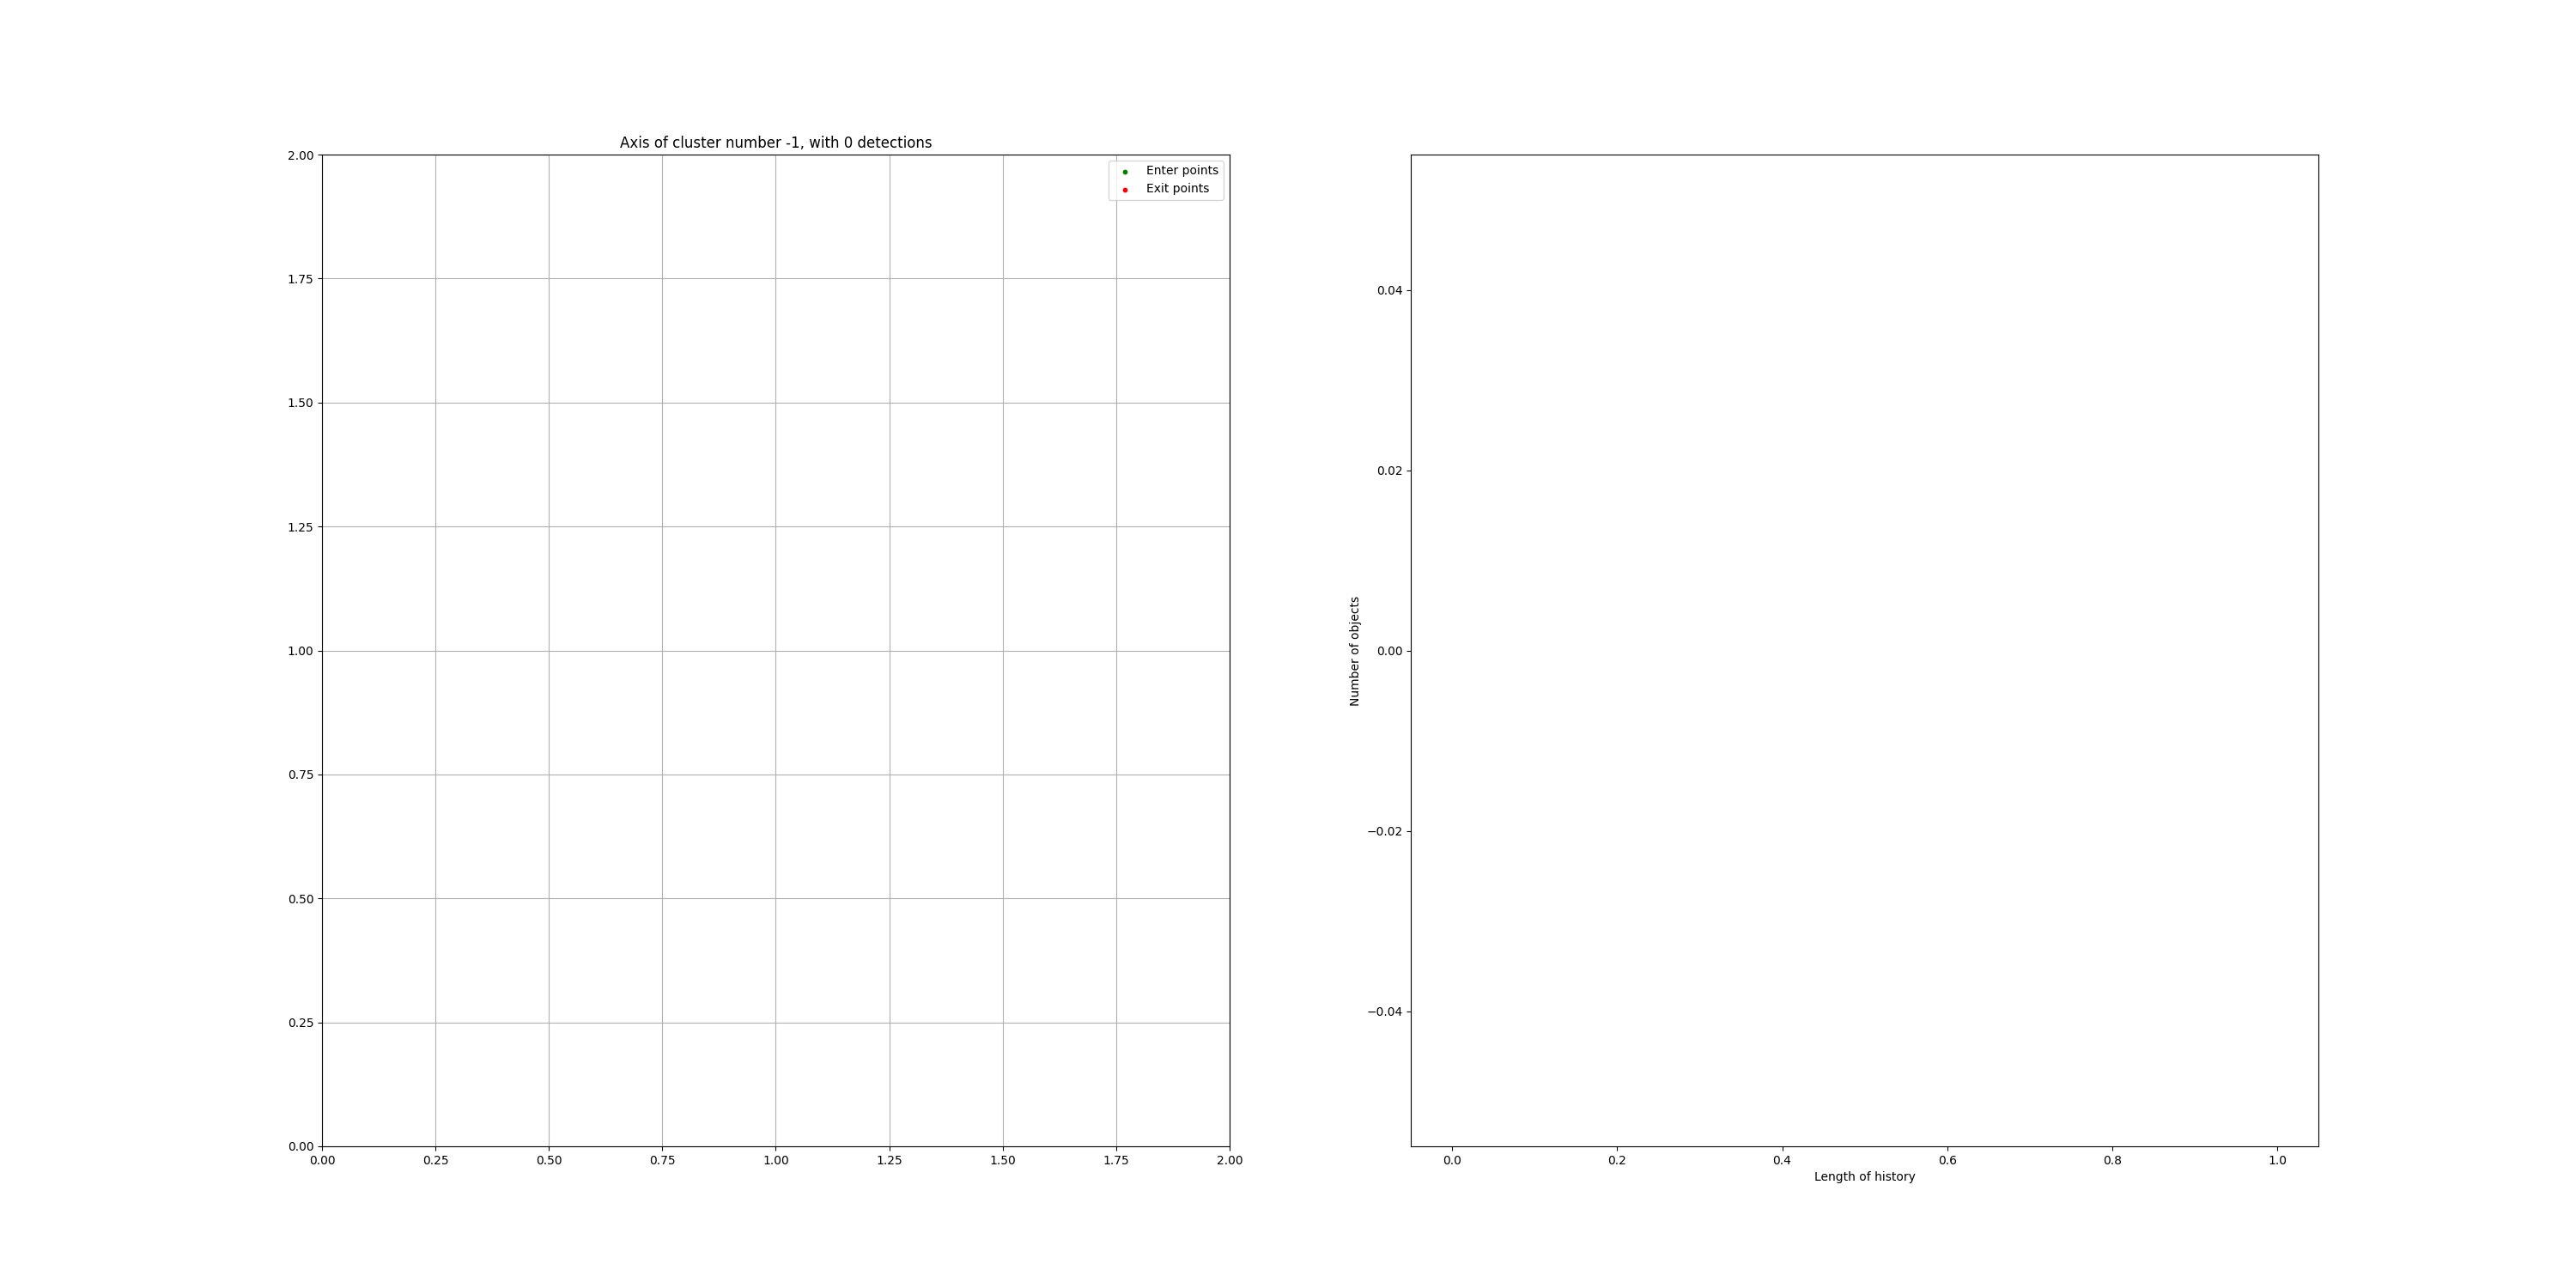 Axis of cluster number -1, with 0 detections
Enter points
Exit points
2.00
1.75
1.50
1.25
1.00
0.75
0.50
0.25
0.00
0.00 0.25 0.50 0.75 1.00 1.25 1.50 1.75 2.00
Number of objects
0.04
0.02
0.00
−0.02
−0.04
0.0 0.2 0.4 0.6 0.8 1.0
Length of history